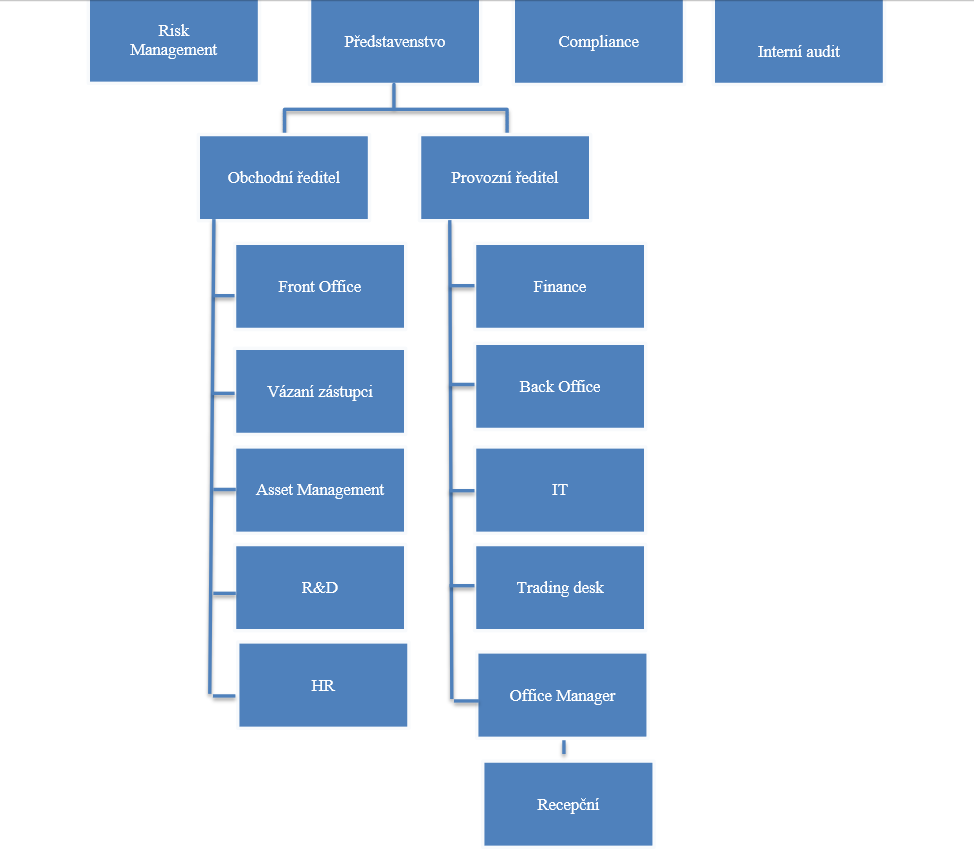 Risk
Management
Představenstvo
Compliance
Interní audit
Obchodní ředitel
Provozní ředitel
Front Office
Finance
Vázaní zástupci
Back Office
Asset Management
IT
R&D
Trading desk
HR
Office Manager
Recepční